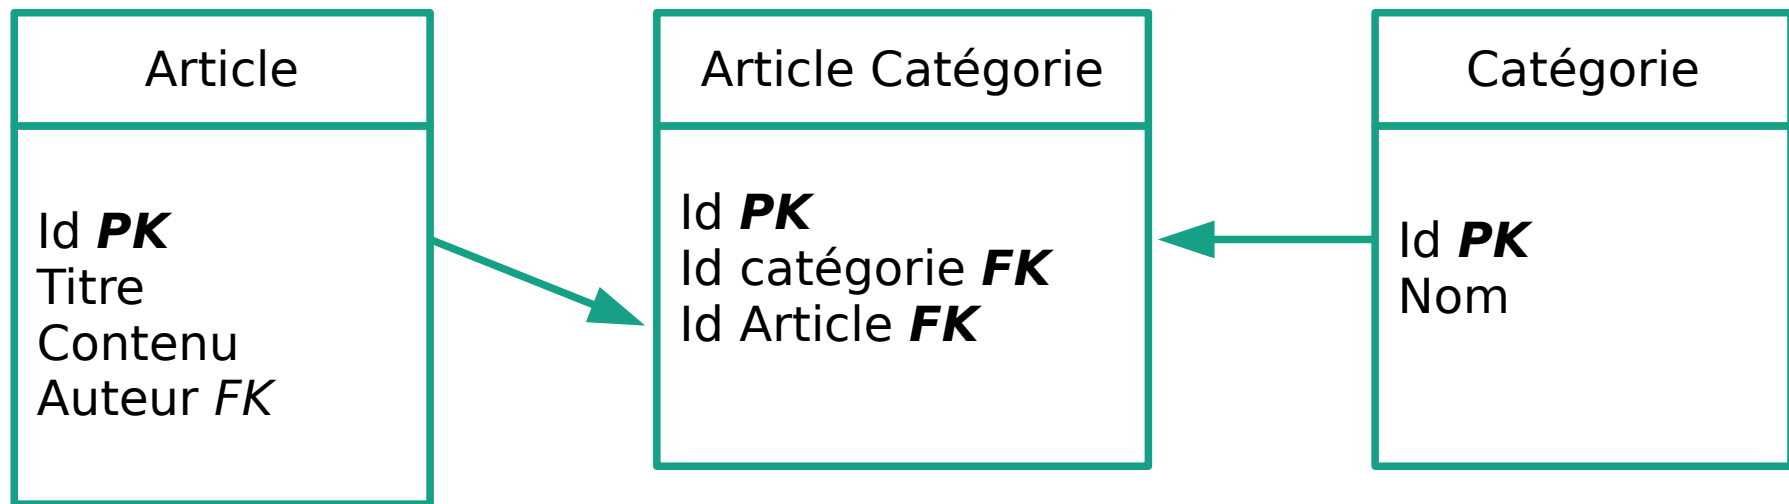 Article
Id PK
Titre
Contenu
Auteur FK
Article Catégorie
Id PK
Id catégorie FK
Id Article FK
Catégorie
Id PK
Nom